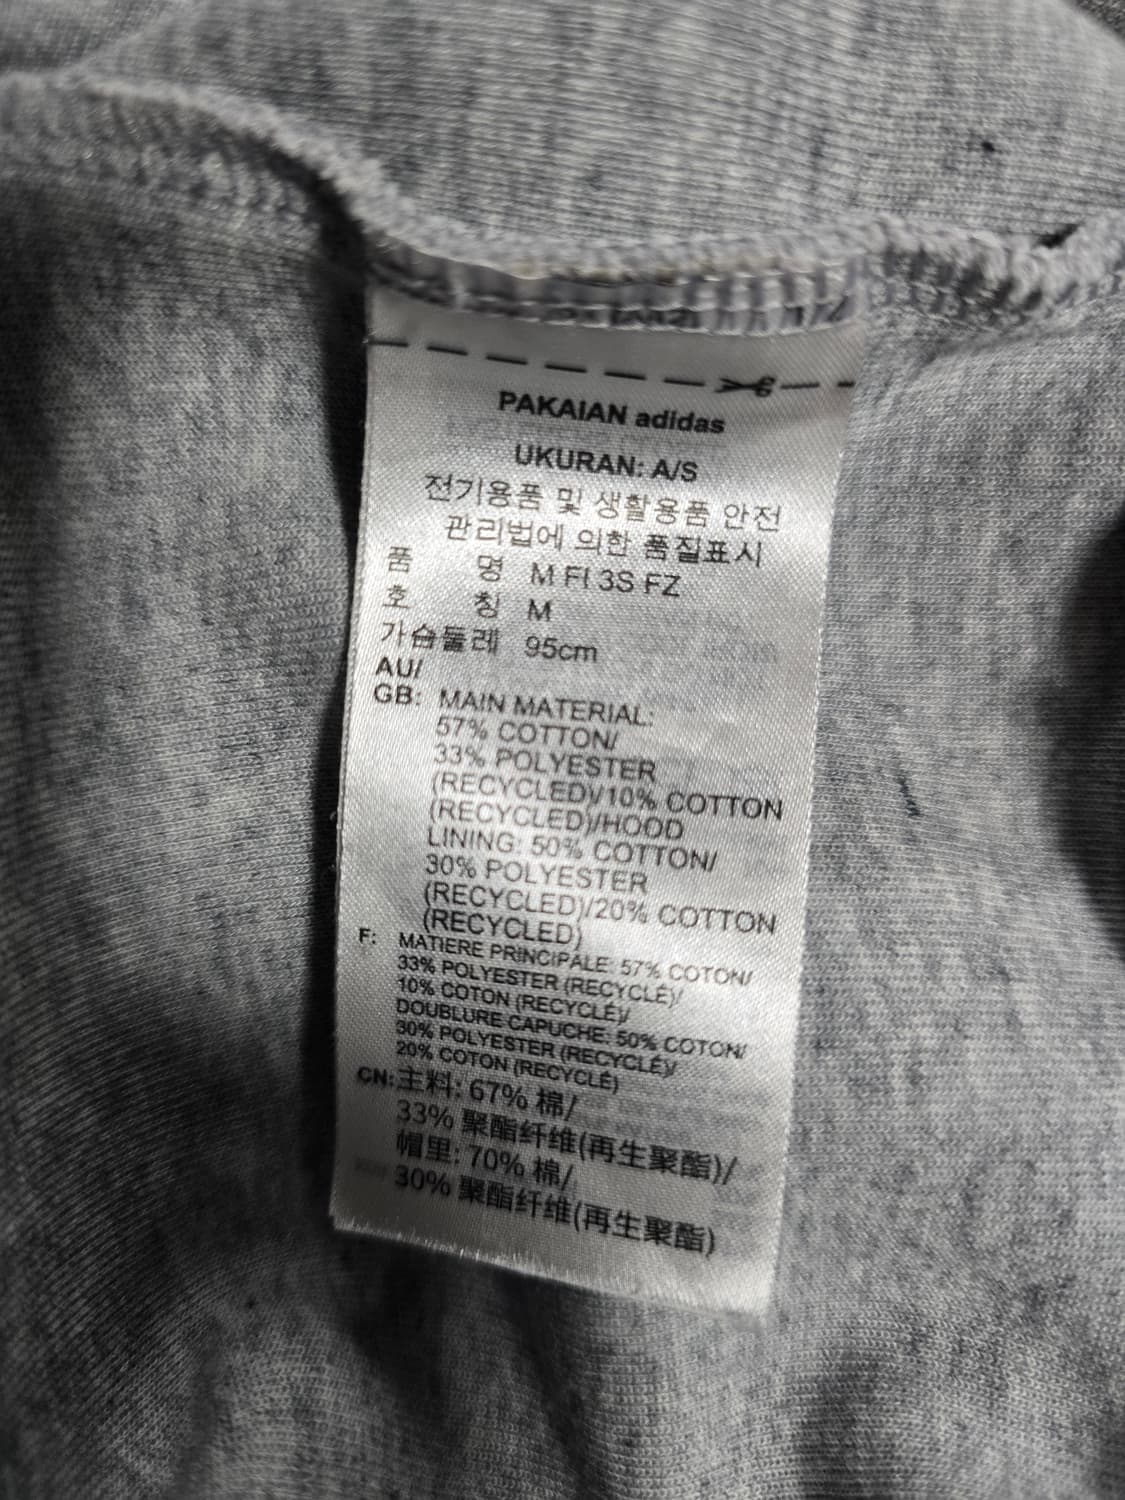 PAKAIAN adidas
UKURAN: A/S
전기용품 및 생활용품 안전
관리법에 의한 품질표시
품 명 M FI 3S FZ
호 칭 M
가슴둘레 95cm
AU/
GB: MAIN MATERIAL:
57% COTTON/
33% POLYESTER
(RECYCLED)/10% COTTON
(RECYCLED)/HOOD
LINING: 50% COTTON/
30% POLYESTER
(RECYCLED)/20% COTTON
(RECYCLED)
F: MATIERE PRINCIPALE: 57% COTON/
33% POLYESTER (RECYCLÉ)/
10% COTON (RECYCLÉ)/
DOUBLURE CAPUCHE: 50% COTON/
30% POLYESTER (RECYCLÉ)/
20% COTON (RECYCLÉ)
CN: 主料: 67% 棉/
33% 聚酯纤维(再生聚酯)/
帽里: 70% 棉/
30% 聚酯纤维(再生聚酯)